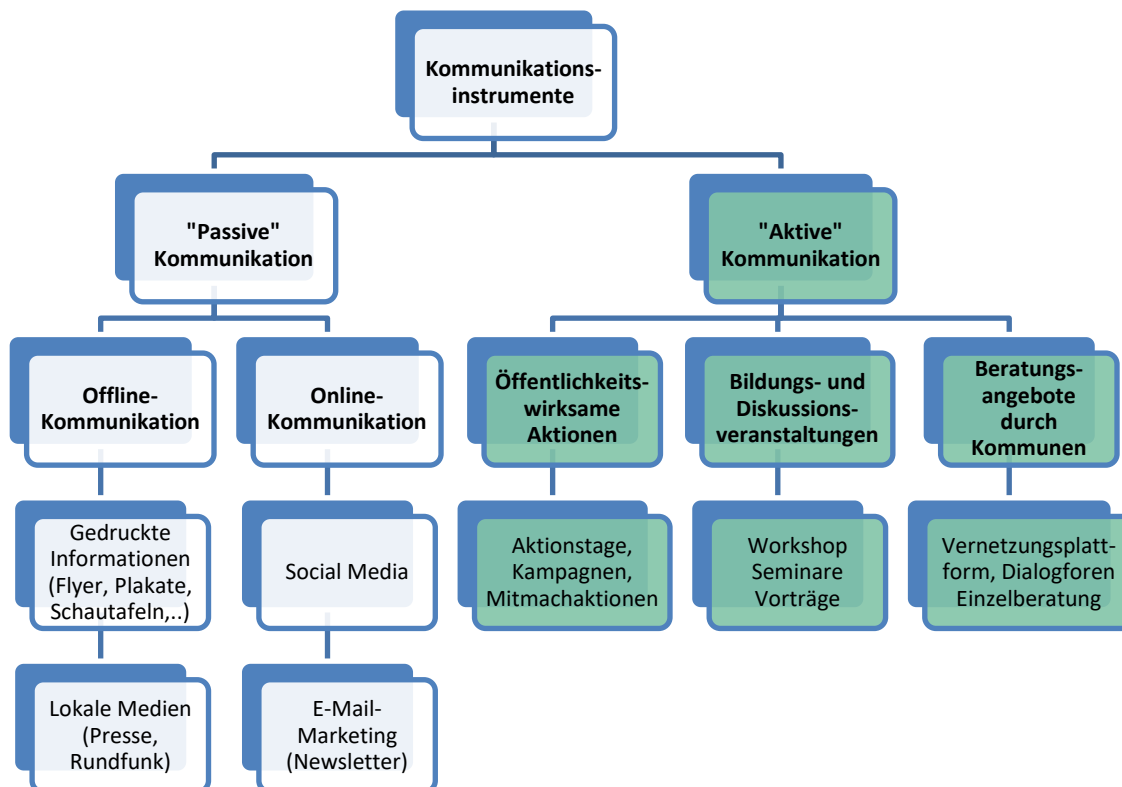 Kommunikations-
instrumente
"Passive"
Kommunikation
"Aktive"
Kommunikation
Offline-
Kommunikation
Online-
Kommunikation
Öffentlichkeits-
wirksame
Aktionen
Bildungs- und
Diskussions-
veranstaltungen
Beratungs-
angebote
durch
Kommunen
Gedruckte
Informationen
(Flyer, Plakate,
Schautafeln,..)
Social Media
Aktionstage,
Kampagnen,
Mitmachaktionen
Workshop
Seminare
Vorträge
Vernetzungsplatt-
form, Dialogforen
Einzelberatung
Lokale Medien
(Presse,
Rundfunk)
E-Mail-
Marketing
(Newsletter)